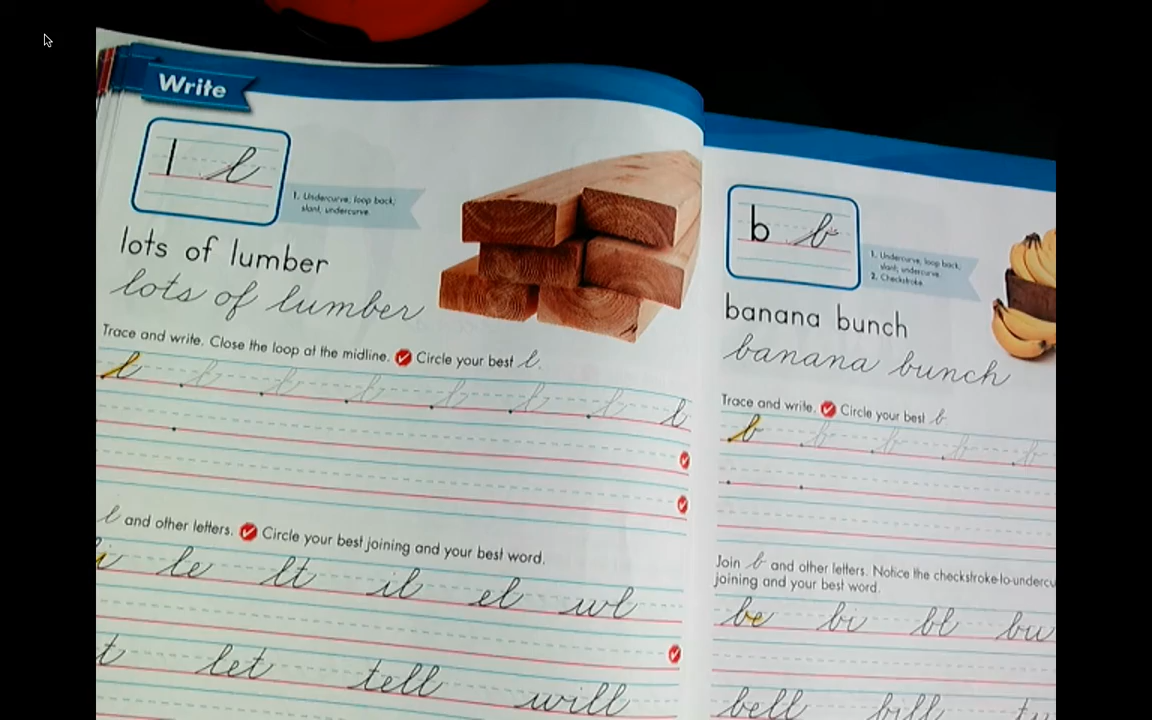 Write
l l
1. Undercurve; loop back;
slant; undercurve.
lots of lumber
lots of lumber
Trace and write. Close the loop at the midline. Circle your best l.
l l l l l l l l
l and other letters. Circle your best joining and your best word.
le lt il el wl
let tell will
b b
1. Undercurve; loop back;
slant; undercurve.
2. Checkstroke.
banana bunch
banana bunch
Trace and write. Circle your best b
b b b b b
Join b and other letters. Notice the checkstroke-to-undercu
joining and your best word.
be bi bl bu
bell bill